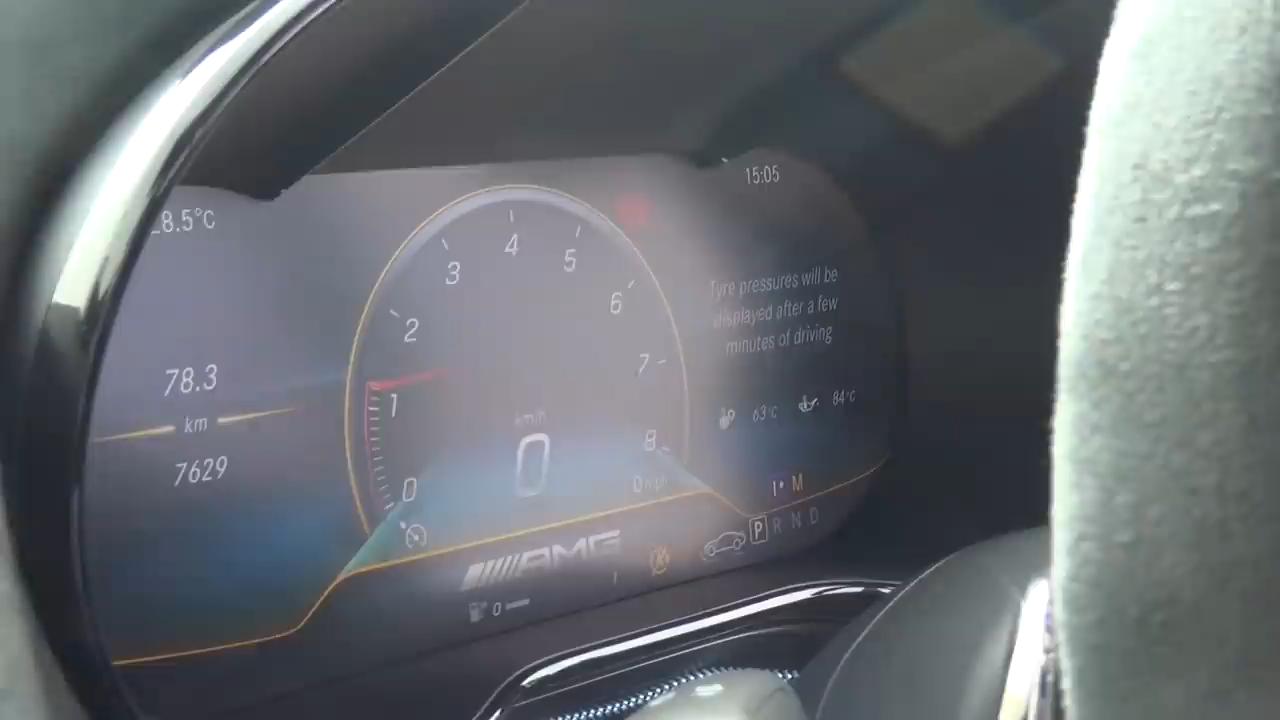 8.5°C
15:05
4
3
5
2
6
7
1
8
0
km/h
0
0 mph
Tyre pressures will be
displayed after a few
minutes of driving
63°C
84°C
78.3
km
7629
M
P R N D
AMG
0